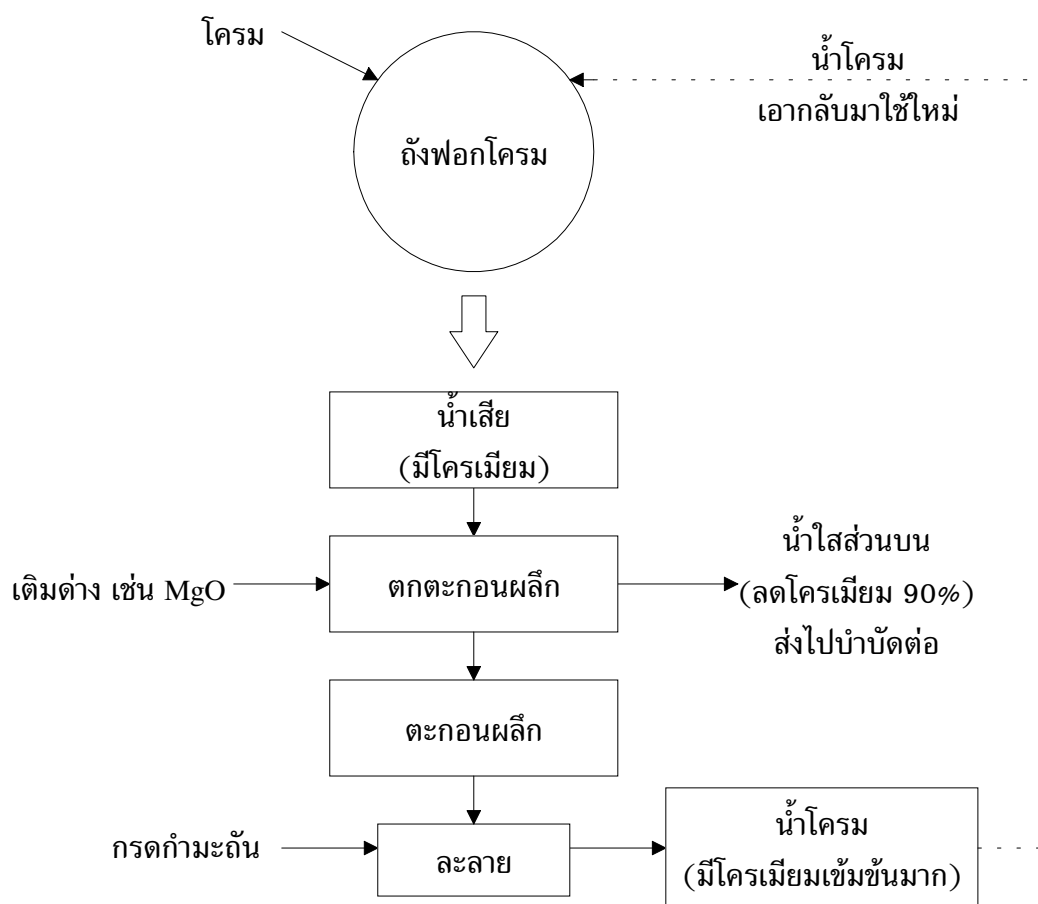 โครม
น้ำโครม
เอากลับมาใช้ใหม่
ถังฟอกโครม
น้ำเสีย
(มีโครเมียม)
เติมด่าง เช่น MgO
ตกตะกอนผลึก
น้ำใสส่วนบน
(ลดโครเมียม 90%)
ส่งไปบำบัดต่อ
ตะกอนผลึก
กรดกำมะถัน
ละลาย
น้ำโครม
(มีโครเมียมเข้มข้นมาก)